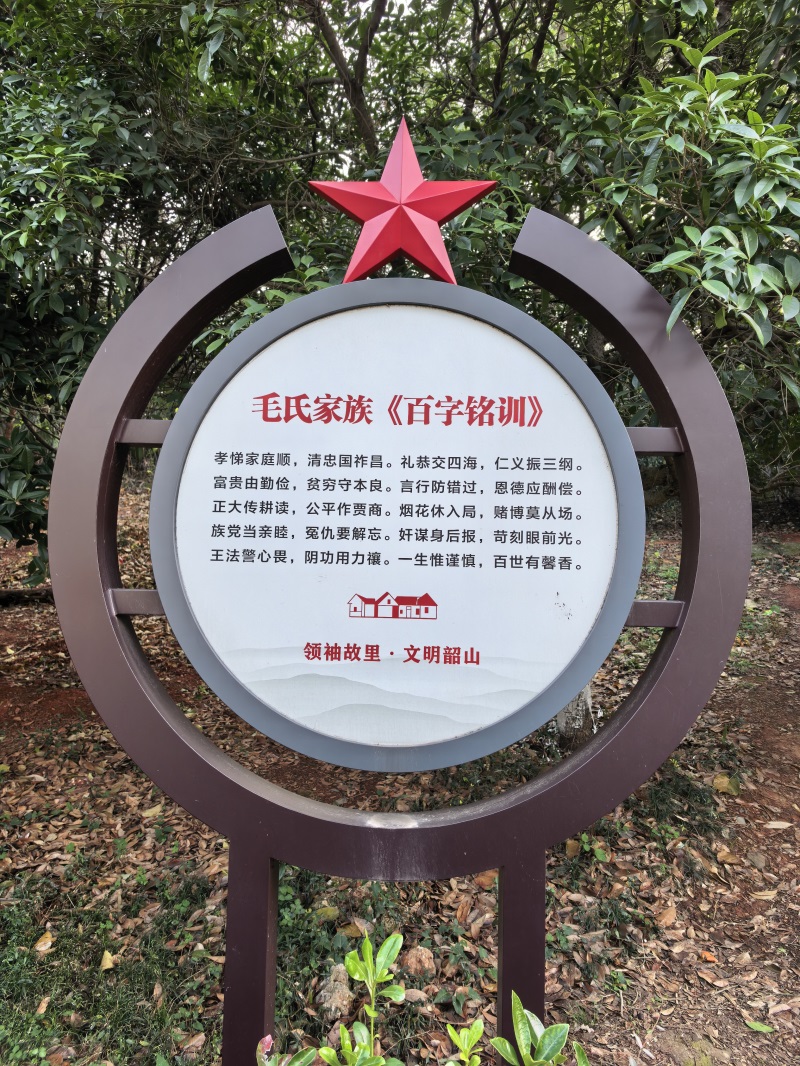 毛氏家族《百字铭训》
孝悌家庭顺，清忠国祚昌。礼恭交四海，仁义振三纲。
富贵由勤俭，贫穷守本良。言行防错过，恩德应酬偿。
正大传耕读，公平作贾商。烟花休入局，赌博莫从场。
族党当亲睦，冤仇要解忘。奸谋身后报，苛刻眼前光。
王法警心畏，阴功用力禳。一生惟谨慎，百世有馨香。
领袖故里·文明韶山